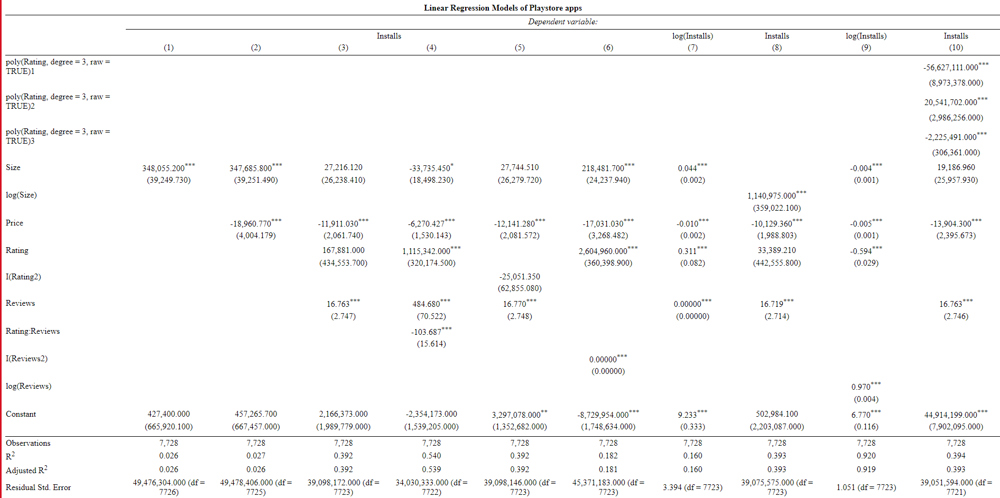 Linear Regression Models of Playstore apps
Dependent variable:
Installs log(Installs) Installs log(Installs) Installs
(1) (2) (3) (4) (5) (6) (7) (8) (9) (10)
poly(Rating, degree = 3, raw =
TRUE)1 -56,627,111.000***
(8,973,378.000)
poly(Rating, degree = 3, raw =
TRUE)2 20,541,702.000***
(2,986,256.000)
poly(Rating, degree = 3, raw =
TRUE)3 -2,225,491.000***
(306,361.000)
Size 348,055.200*** 347,685.800*** 27,216.120 -33,735.450* 27,744.510 218,481.700*** 0.044*** -0.004*** 19,186.960
(39,249.730) (39,251.490) (26,238.410) (18,498.230) (26,279.720) (24,237.940) (0.002) (0.001) (25,957.930)
log(Size) 1,140,975.000***
(359,022.100)
Price -18,960.770*** -11,911.030*** -6,270.427*** -12,141.280*** -17,031.030*** -0.010*** -10,129.360*** -0.005*** -13,904.300***
(4,004.179) (2,061.740) (1,530.143) (2,081.572) (3,268.482) (0.002) (1,988.803) (0.001) (2,395.673)
Rating 167,881.000 1,115,342.000*** 2,604,960.000*** 0.311*** 33,389.210 -0.594***
(434,553.700) (320,174.500) (360,398.900) (0.082) (442,555.800) (0.029)
I(Rating2) -25,051.350
(62,855.080)
Reviews 16.763*** 484.680*** 16.770*** 0.00000*** 16.719*** 16.763***
(2.747) (70.522) (2.748) (0.00000) (2.714) (2.746)
Rating:Reviews -103.687***
(15.614)
I(Reviews2) 0.00000***
(0.00000)
log(Reviews) 0.970***
(0.004)
Constant 427,400.000 457,265.700 2,166,373.000 -2,354,173.000 3,297,078.000** -8,729,954.000*** 9.233*** 502,984.100 6.770*** 44,914,199.000***
(665,920.100) (667,457.000) (1,989,779.000) (1,539,205.000) (1,352,682.000) (1,748,634.000) (0.333) (2,203,087.000) (0.116) (7,902,095.000)
Observations 7,728 7,728 7,728 7,728 7,728 7,728 7,728 7,728 7,728 7,728
R2 0.026 0.027 0.392 0.540 0.392 0.182 0.160 0.393 0.920 0.394
Adjusted R2 0.026 0.026 0.392 0.539 0.392 0.181 0.160 0.393 0.919 0.393
Residual Std. Error 49,476,304.000 (df = 49,478,406.000 (df = 39,098,172.000 (df = 34,030,333.000 (df = 39,098,146.000 (df = 45,371,183.000 (df = 3.394 (df = 7723) 39,075,575.000 (df = 1.051 (df = 7723) 39,051,594.000 (df =
7726) 7725) 7723) 7722) 7723) 7723) 7723) 7721)